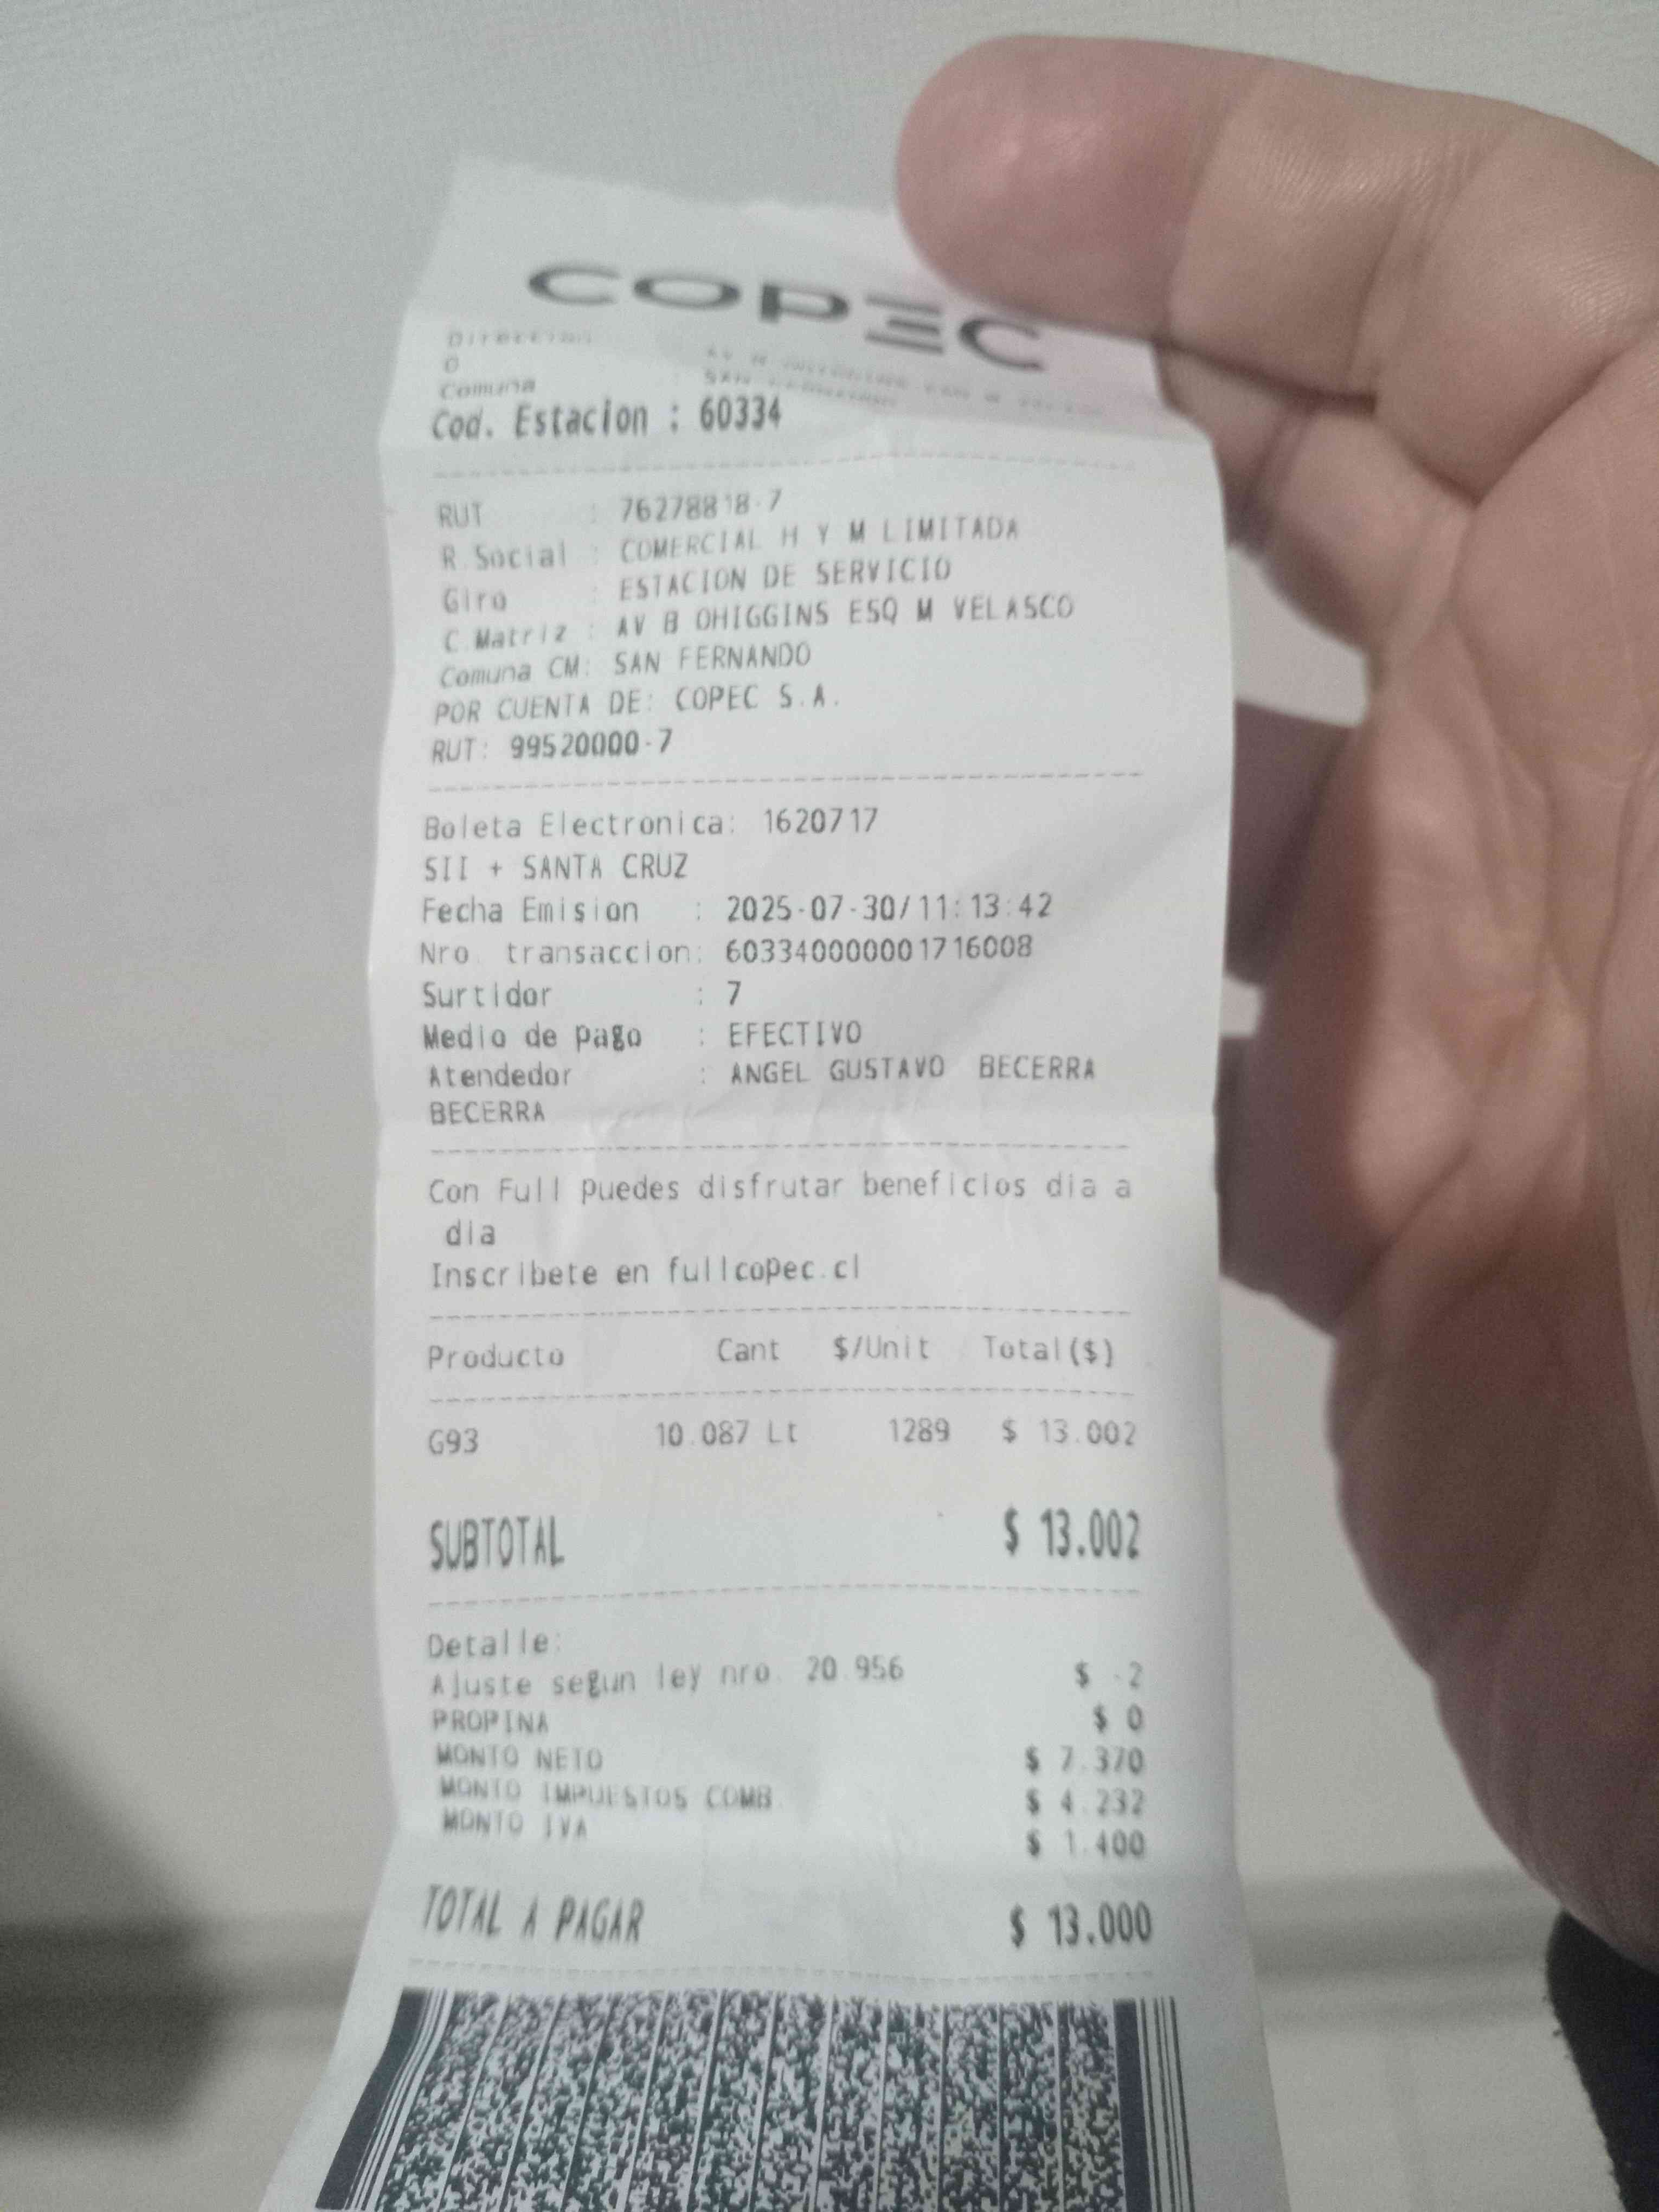 COPEC
Direccion
0
Comuna
Cod. Estacion : 60334
RUT : 76278818-7
R.Social : COMERCIAL H Y M LIMITADA
Giro : ESTACION DE SERVICIO
C.Matriz : AV B OHIGGINS ESQ M VELASCO
Comuna CM: SAN FERNANDO
POR CUENTA DE: COPEC S.A.
RUT: 99520000-7
Boleta Electronica: 1620717
SII + SANTA CRUZ
Fecha Emision : 2025-07-30/11:13:42
Nro. transaccion: 603340000001716008
Surtidor : 7
Medio de pago : EFECTIVO
Atendedor : ANGEL GUSTAVO BECERRA
BECERRA
Con Full puedes disfrutar beneficios dia a
dia
Inscribete en fullcopec.cl
Producto Cant $/Unit Total($)
G93 10.087 Lt 1289 $ 13.002
SUBTOTAL $ 13.002
Detalle:
Ajuste segun ley nro. 20.956 $ -2
PROPINA $ 0
MONTO NETO $ 7.370
MONTO IMPUESTOS COMB. $ 4.232
MONTO IVA $ 1.400
TOTAL A PAGAR $ 13.000